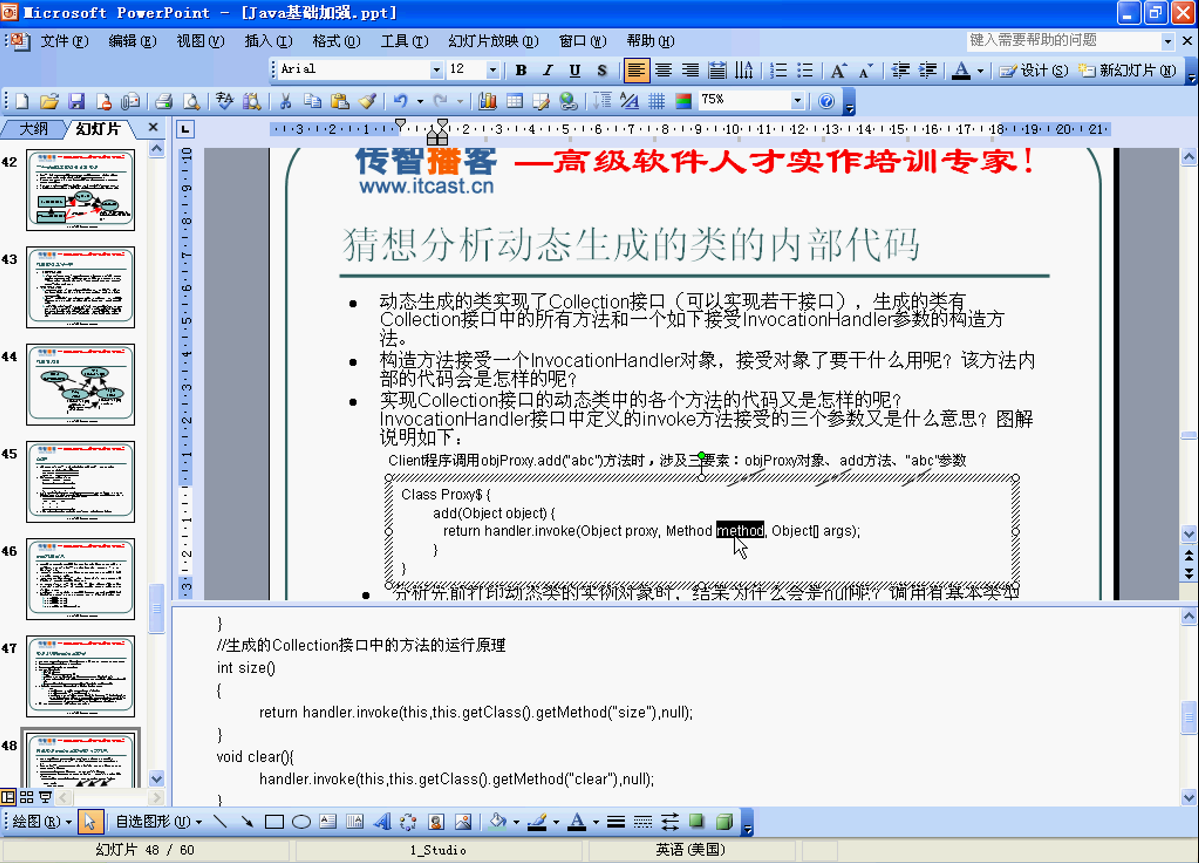 Microsoft PowerPoint - [Java基础加强.ppt]
文件(F) 编辑(E) 视图(V) 插入(I) 格式(O) 工具(T) 幻灯片放映(D) 窗口(W) 帮助(H) 键入需要帮助的问题
Arial 12 B I U S 设计(S) 新幻灯片(N)
75%
大纲 幻灯片
传智播客 —高级软件人才实作培训专家!
www.itcast.cn
猜想分析动态生成的类的内部代码
动态生成的类实现了Collection接口（可以实现若干接口），生成的类有
Collection接口中的所有方法和一个如下接受InvocationHandler参数的构造方
法。
构造方法接受一个InvocationHandler对象，接受对象了要干什么用呢？该方法内
部的代码会是怎样的呢？
实现Collection接口的动态类中的各个方法的代码又是怎样的呢？
InvocationHandler接口中定义的invoke方法接受的三个参数又是什么意思？图解
说明如下：
Client程序调用objProxy.add("abc")方法时，涉及三要素：objProxy对象、add方法、"abc"参数
Class Proxy$ {
add(Object object) {
return handler.invoke(Object proxy, Method method, Object[] args);
}
}
分析先前打印动态类的实例对象时，结果为什么会是null呢？调用有基本类型
42
43
44
45
46
47
48
}
//生成的Collection接口中的方法的运行原理
int size()
{
return handler.invoke(this,this.getClass().getMethod("size"),null);
}
void clear(){
handler.invoke(this,this.getClass().getMethod("clear"),null);
}
绘图(R) 自选图形(U)
幻灯片 48 / 60 1_Studio 英语(美国)